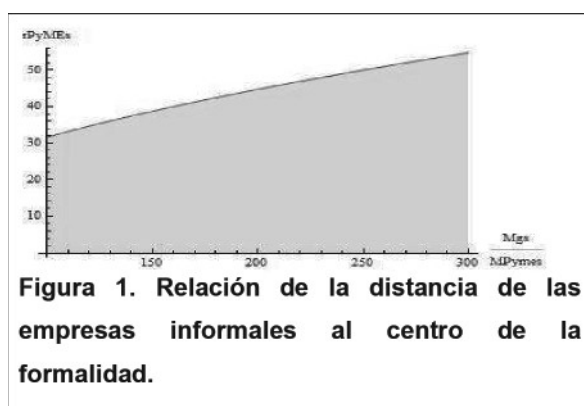 rPyMEs
50
40
30
20
10
150
200
250
300
Mgs
MPymes
Figura 1. Relación de la distancia de las
empresas informales al centro de la
formalidad.